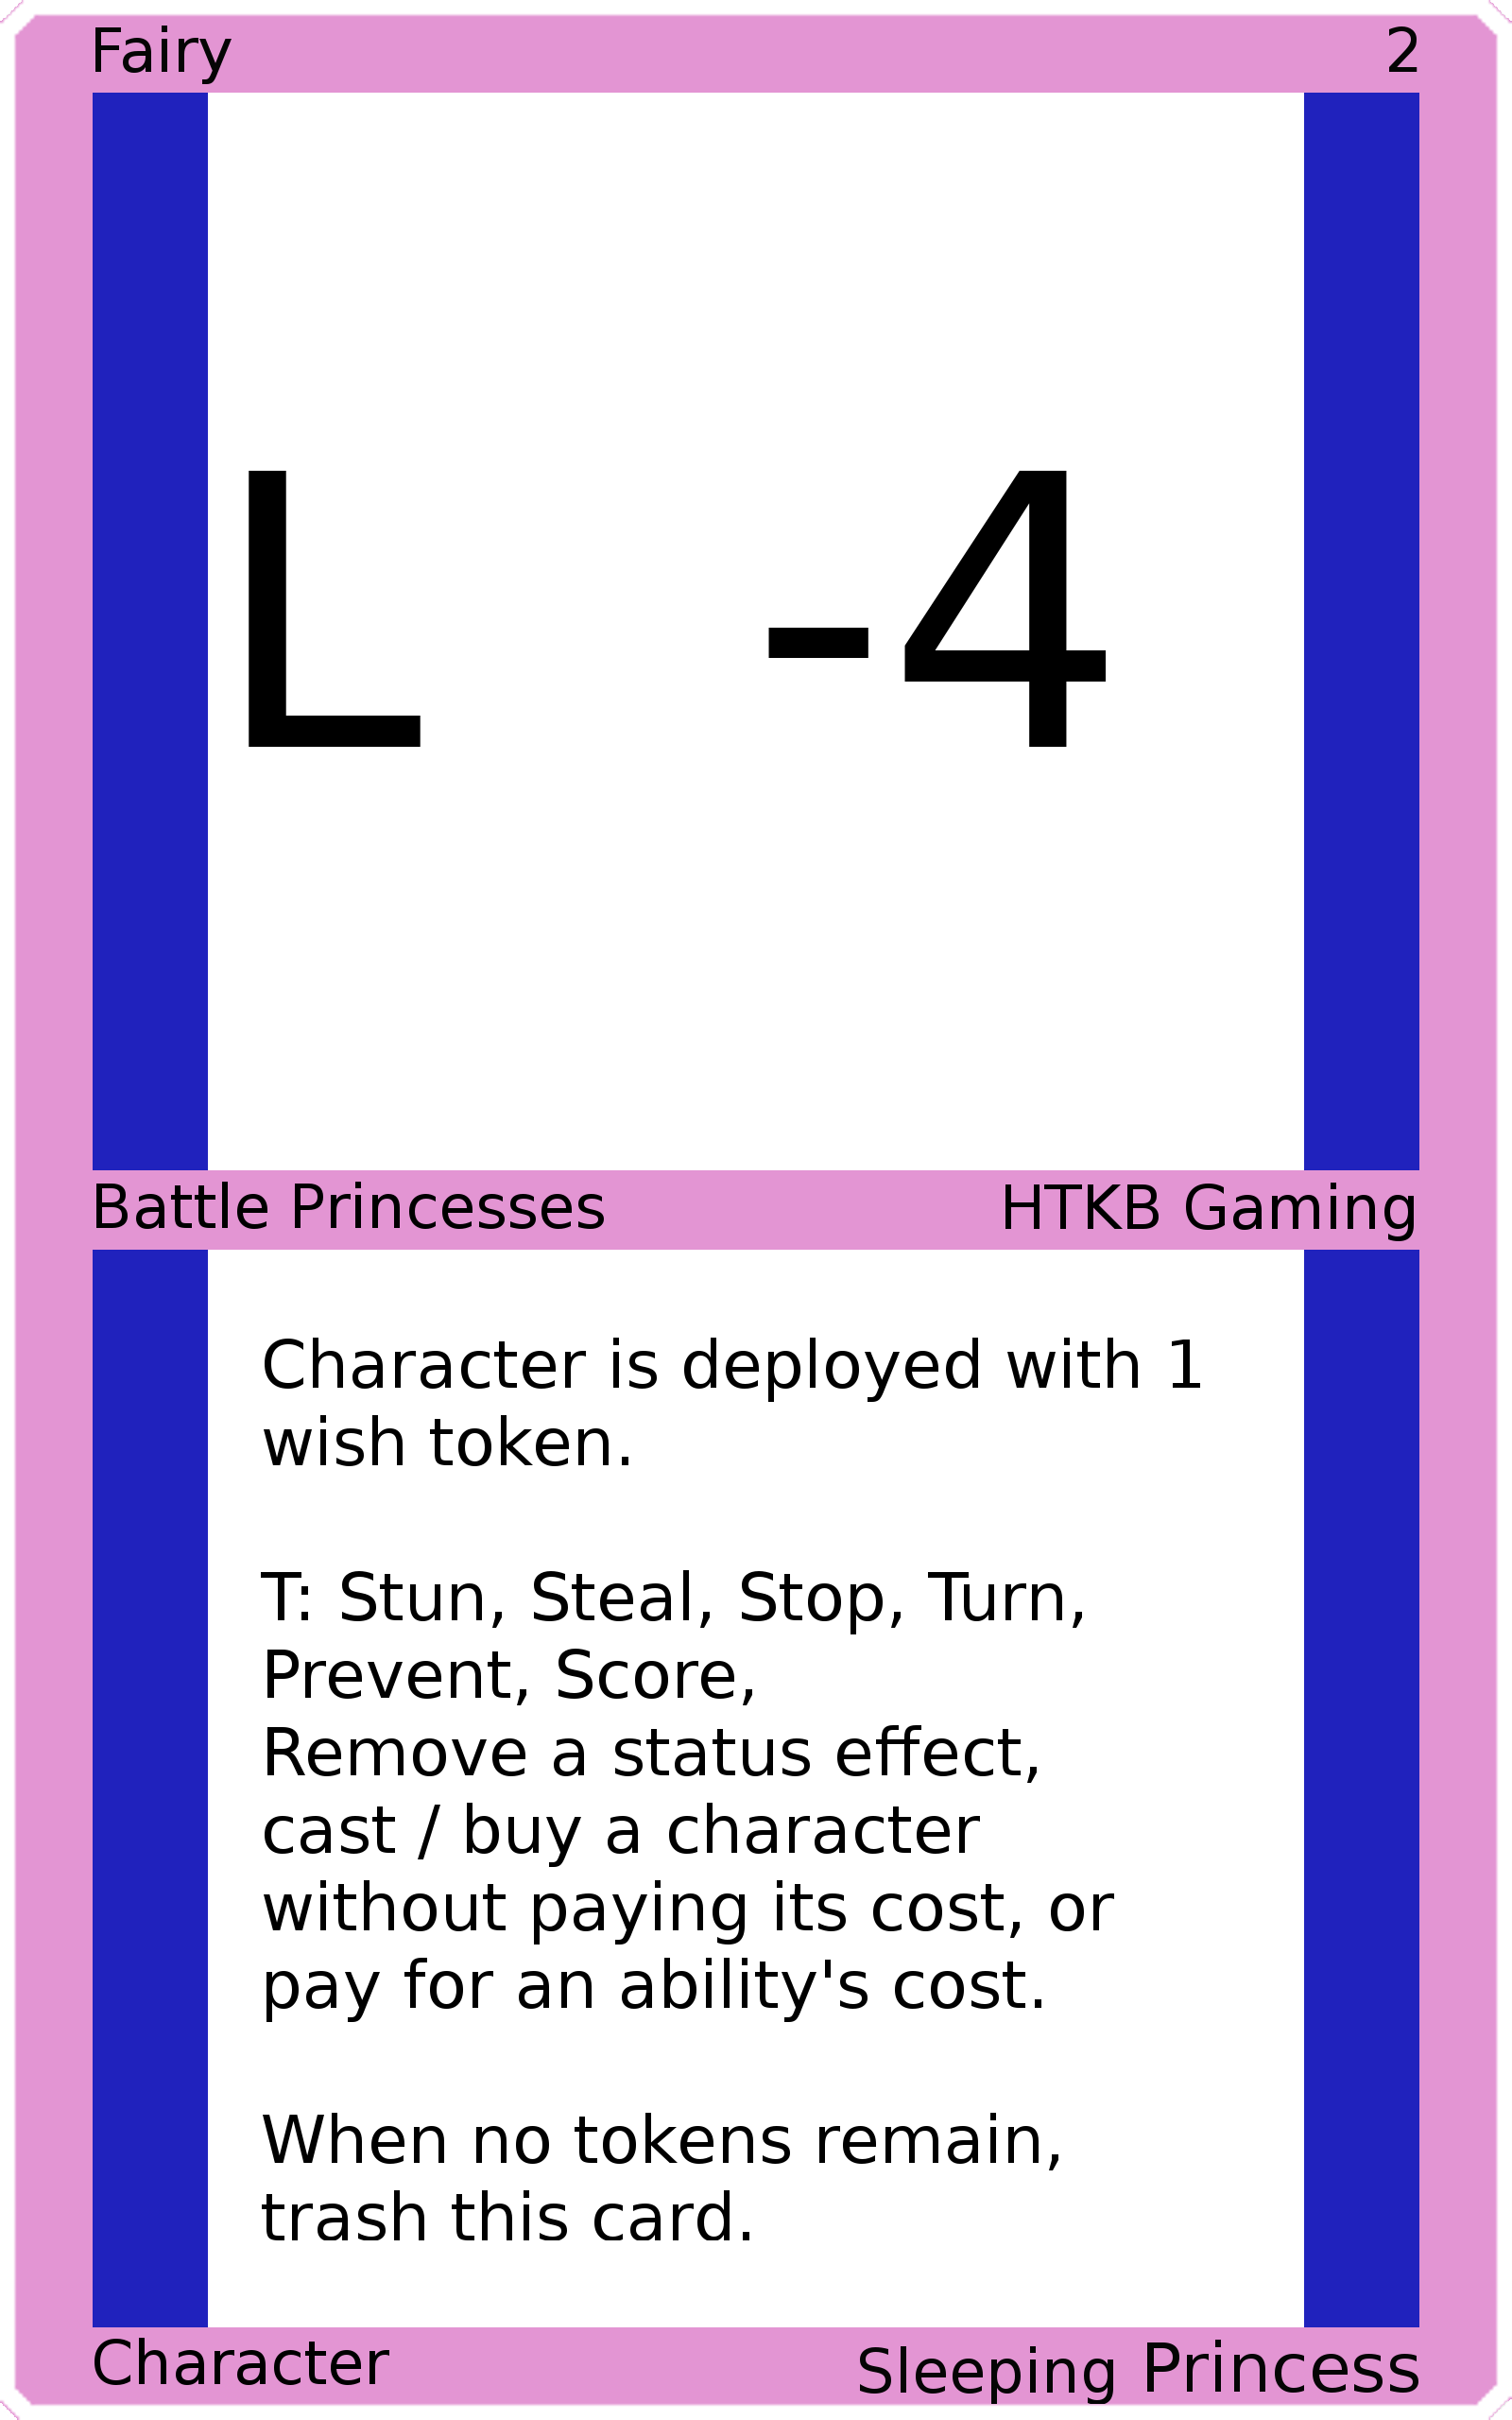 Fairy 2
L -4
Battle Princesses HTKB Gaming
Character is deployed with 1
wish token.
T: Stun, Steal, Stop, Turn,
Prevent, Score,
Remove a status effect,
cast / buy a character
without paying its cost, or
pay for an ability's cost.
When no tokens remain,
trash this card.
Character Sleeping Princess